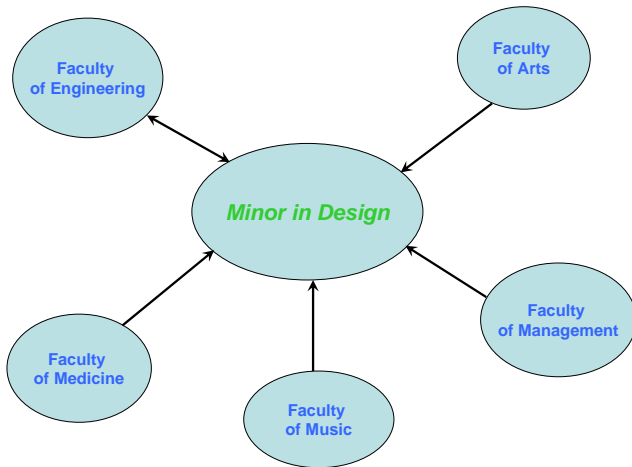 Faculty
of Engineering
Faculty
of Arts
Minor in Design
Faculty
of Management
Faculty
of Medicine
Faculty
of Music